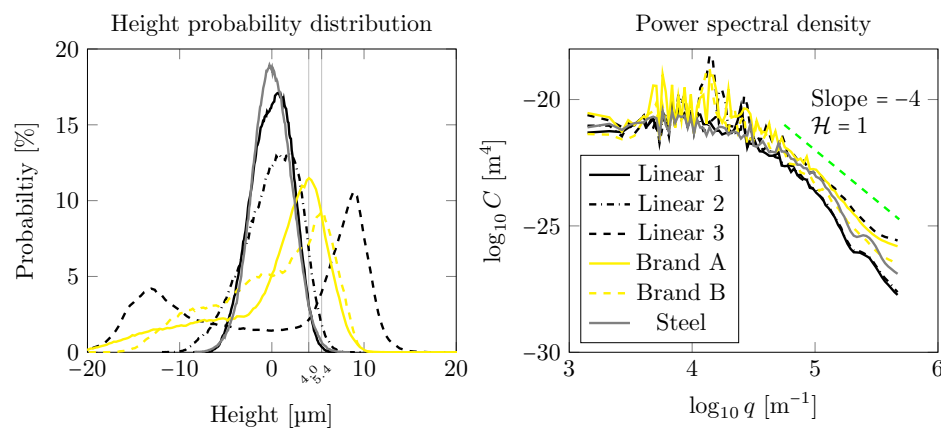 Height probability distribution
20
15
10
5
0
Probabiltiy [%]
−20
−10
0
4.0
5.4
10
20
Height [µm]
Power spectral density
−20
−25
−30
log₁₀ C [m⁴]
Slope = −4
ℋ = 1
Linear 1
Linear 2
Linear 3
Brand A
Brand B
Steel
3
4
5
6
log₁₀ q [m⁻¹]